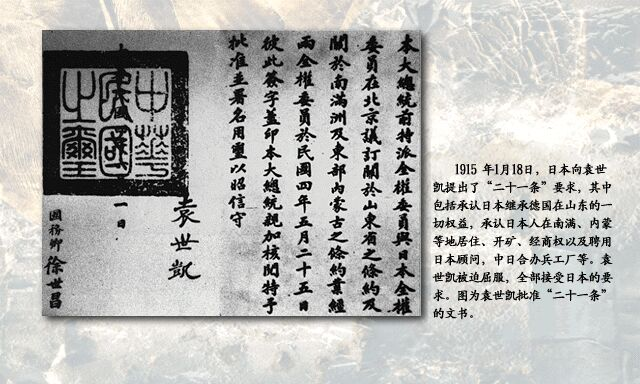 本大總統前特派全權委員與日本全權
委員在北京議訂關於山東省之條約及
關於南滿洲及東部內蒙古之條約業經
兩全權委員於民國四年五月二十五日
彼此簽字蓋印本大總統親加核閱特予
批准並署名用璽以昭信守
袁世凱
中華
民國
之璽
一日
國務卿 徐世昌
1915 年1月18日，日本向袁世
凯提出了“二十一条”要求，其中
包括承认日本继承德国在山东的一
切权益，承认日本人在南满、内蒙
等地居住、开矿、经商权以及聘用
日本顾问，中日合办兵工厂等。袁
世凯被迫屈服，全部接受日本的要
求。图为袁世凯批准“二十一条”
的文书。